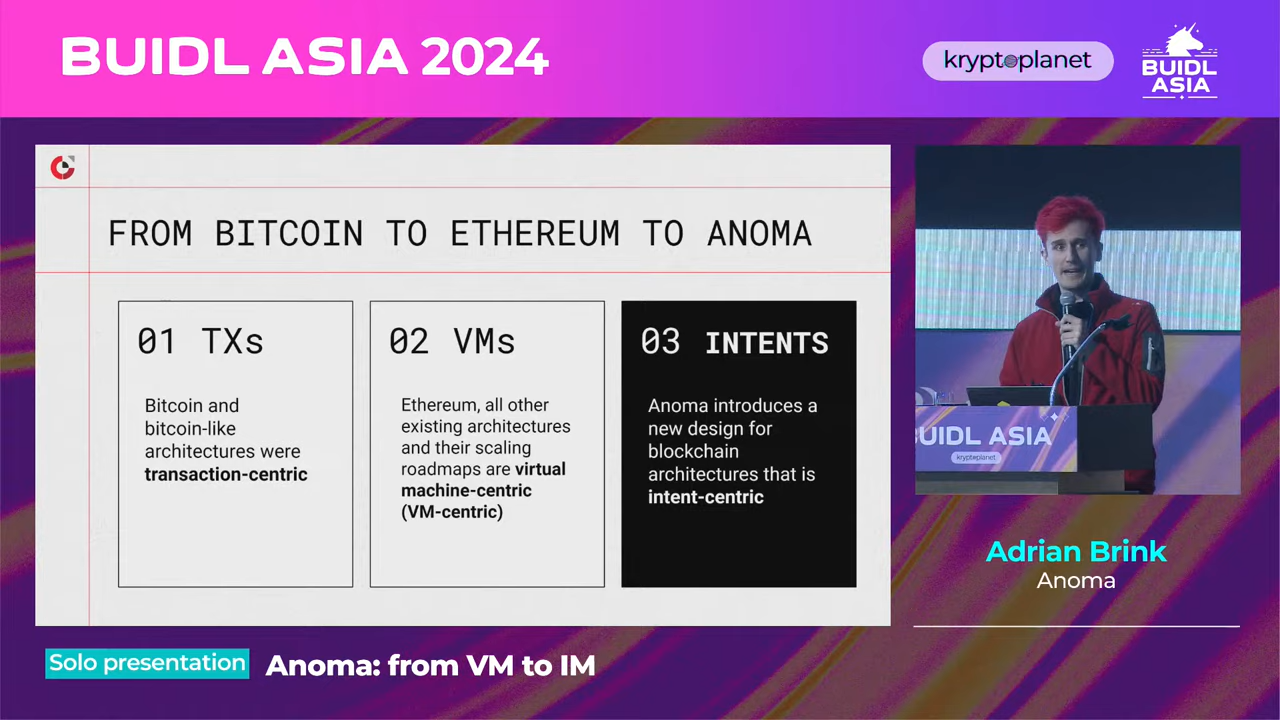 BUIDL ASIA 2024
kryptoplanet
BUIDL
ASIA
FROM BITCOIN TO ETHEREUM TO ANOMA
01 TXs
Bitcoin and
bitcoin-like
architectures were
transaction-centric
02 VMs
Ethereum, all other
existing architectures
and their scaling
roadmaps are virtual
machine-centric
(VM-centric)
03 INTENTS
Anoma introduces a
new design for
blockchain
architectures that is
intent-centric
UIDL ASIA
kryptoplanet
Adrian Brink
Anoma
Solo presentation
Anoma: from VM to IM